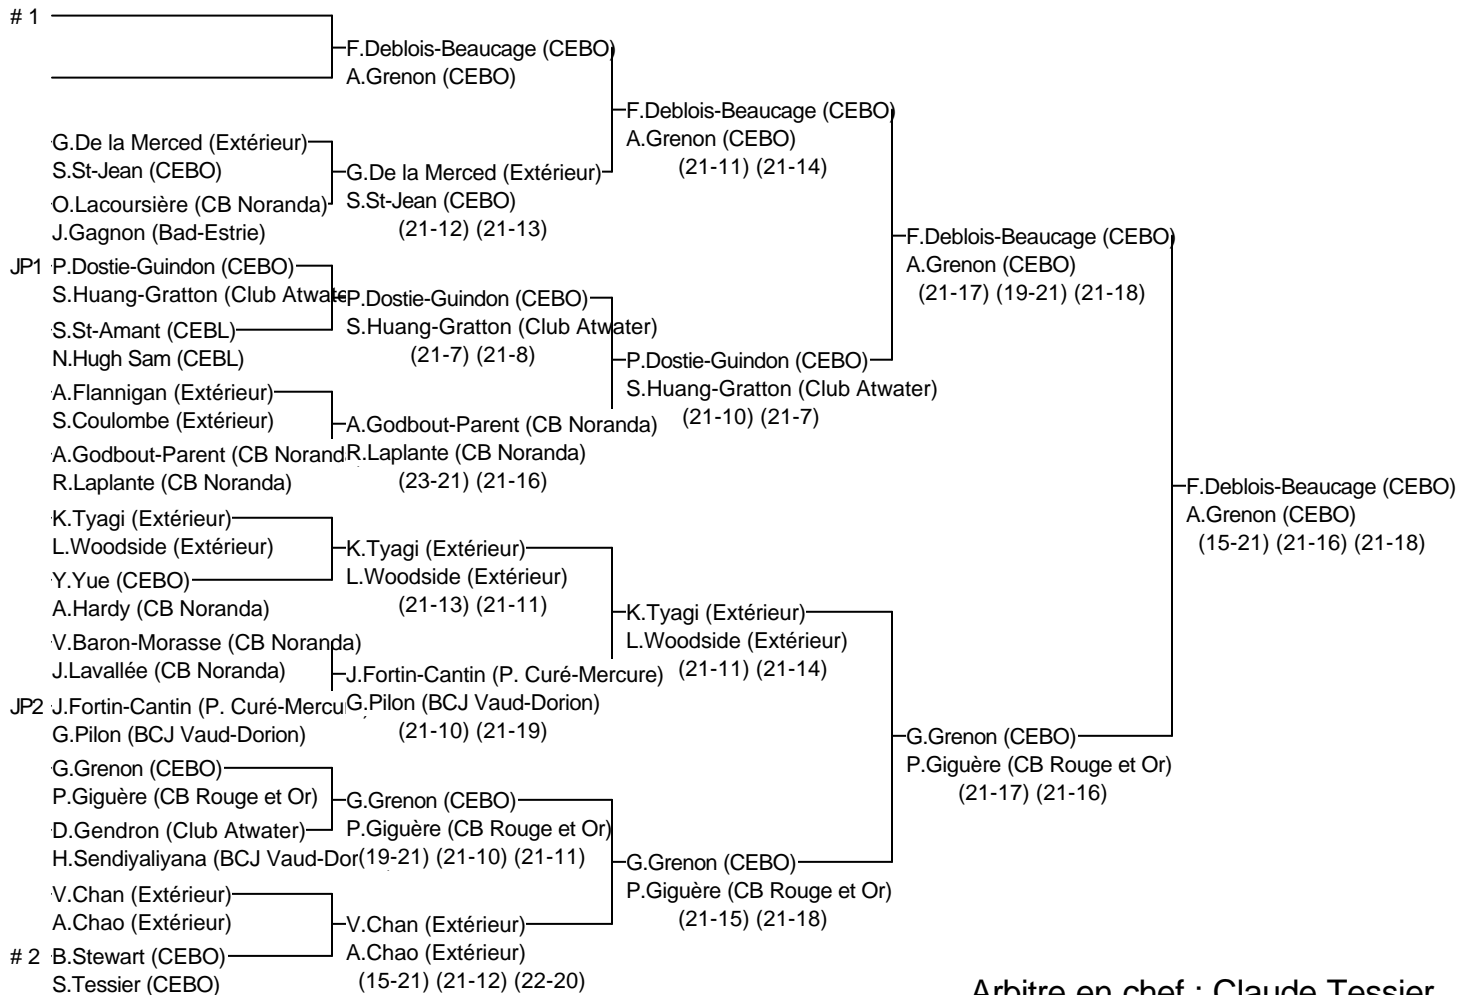 # 1
F.Deblois-Beaucage (CEBO)
A.Grenon (CEBO)
F.Deblois-Beaucage (CEBO)
A.Grenon (CEBO)
(21-11) (21-14)
G.De la Merced (Extérieur)
S.St-Jean (CEBO)
G.De la Merced (Extérieur)
S.St-Jean (CEBO)
(21-12) (21-13)
O.Lacoursière (CB Noranda)
J.Gagnon (Bad-Estrie)
F.Deblois-Beaucage (CEBO)
A.Grenon (CEBO)
(21-17) (19-21) (21-18)
JP1 P.Dostie-Guindon (CEBO)
S.Huang-Gratton (Club Atwate
P.Dostie-Guindon (CEBO)
S.Huang-Gratton (Club Atwater)
(21-7) (21-8)
S.St-Amant (CEBL)
N.Hugh Sam (CEBL)
P.Dostie-Guindon (CEBO)
S.Huang-Gratton (Club Atwater)
(21-10) (21-7)
A.Flannigan (Extérieur)
S.Coulombe (Extérieur)
A.Godbout-Parent (CB Noranda)
R.Laplante (CB Noranda)
(23-21) (21-16)
A.Godbout-Parent (CB Norand
R.Laplante (CB Noranda)
F.Deblois-Beaucage (CEBO)
A.Grenon (CEBO)
(15-21) (21-16) (21-18)
K.Tyagi (Extérieur)
L.Woodside (Extérieur)
K.Tyagi (Extérieur)
L.Woodside (Extérieur)
(21-13) (21-11)
Y.Yue (CEBO)
A.Hardy (CB Noranda)
K.Tyagi (Extérieur)
L.Woodside (Extérieur)
(21-11) (21-14)
V.Baron-Morasse (CB Noranda)
J.Lavallée (CB Noranda)
J.Fortin-Cantin (P. Curé-Mercure)
G.Pilon (BCJ Vaud-Dorion)
(21-10) (21-19)
JP2 J.Fortin-Cantin (P. Curé-Mercu
G.Pilon (BCJ Vaud-Dorion)
G.Grenon (CEBO)
P.Giguère (CB Rouge et Or)
(21-17) (21-16)
G.Grenon (CEBO)
P.Giguère (CB Rouge et Or)
G.Grenon (CEBO)
P.Giguère (CB Rouge et Or)
(19-21) (21-10) (21-11)
D.Gendron (Club Atwater)
H.Sendiyaliyana (BCJ Vaud-Dor
G.Grenon (CEBO)
P.Giguère (CB Rouge et Or)
(21-15) (21-18)
V.Chan (Extérieur)
A.Chao (Extérieur)
V.Chan (Extérieur)
A.Chao (Extérieur)
(15-21) (21-12) (22-20)
# 2 B.Stewart (CEBO)
S.Tessier (CEBO)
Arbitre en chef : Claude Tessier